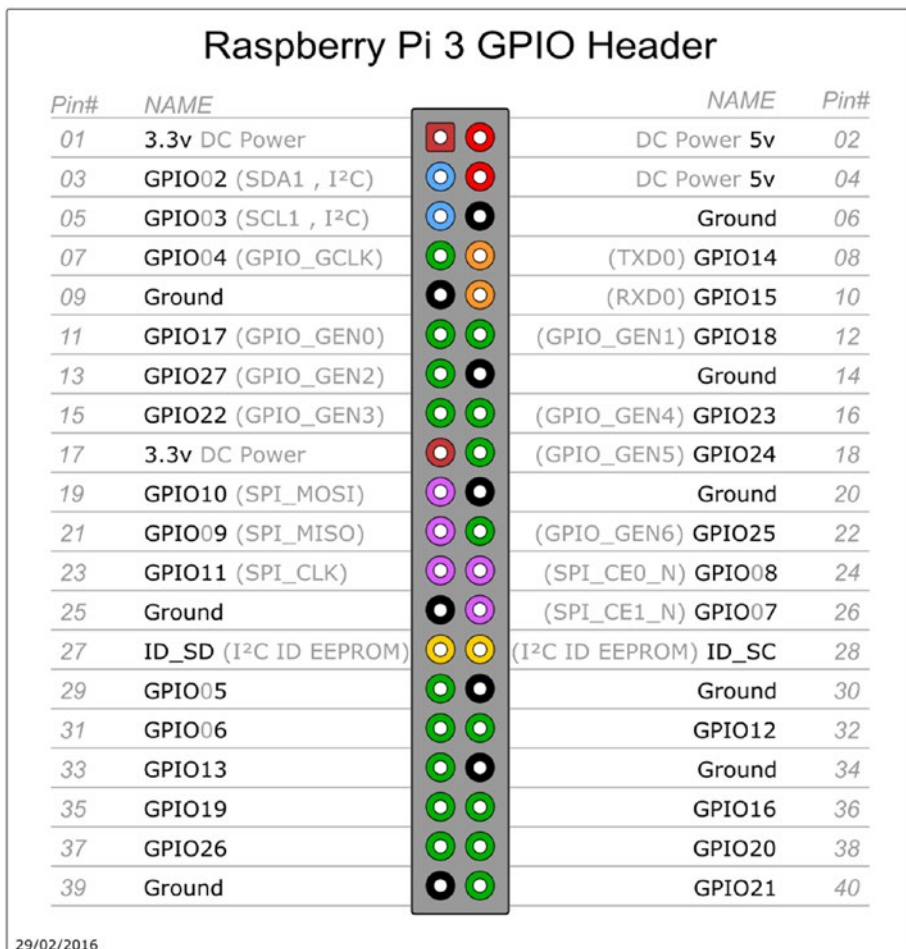 Raspberry Pi 3 GPIO Header
Pin# NAME NAME Pin#
01 3.3v DC Power DC Power 5v 02
03 GPIO02 (SDA1 , I²C) DC Power 5v 04
05 GPIO03 (SCL1 , I²C) Ground 06
07 GPIO04 (GPIO_GCLK) (TXD0) GPIO14 08
09 Ground (RXD0) GPIO15 10
11 GPIO17 (GPIO_GEN0) (GPIO_GEN1) GPIO18 12
13 GPIO27 (GPIO_GEN2) Ground 14
15 GPIO22 (GPIO_GEN3) (GPIO_GEN4) GPIO23 16
17 3.3v DC Power (GPIO_GEN5) GPIO24 18
19 GPIO10 (SPI_MOSI) Ground 20
21 GPIO09 (SPI_MISO) (GPIO_GEN6) GPIO25 22
23 GPIO11 (SPI_CLK) (SPI_CE0_N) GPIO08 24
25 Ground (SPI_CE1_N) GPIO07 26
27 ID_SD (I²C ID EEPROM) (I²C ID EEPROM) ID_SC 28
29 GPIO05 Ground 30
31 GPIO06 GPIO12 32
33 GPIO13 Ground 34
35 GPIO19 GPIO16 36
37 GPIO26 GPIO20 38
39 Ground GPIO21 40
29/02/2016